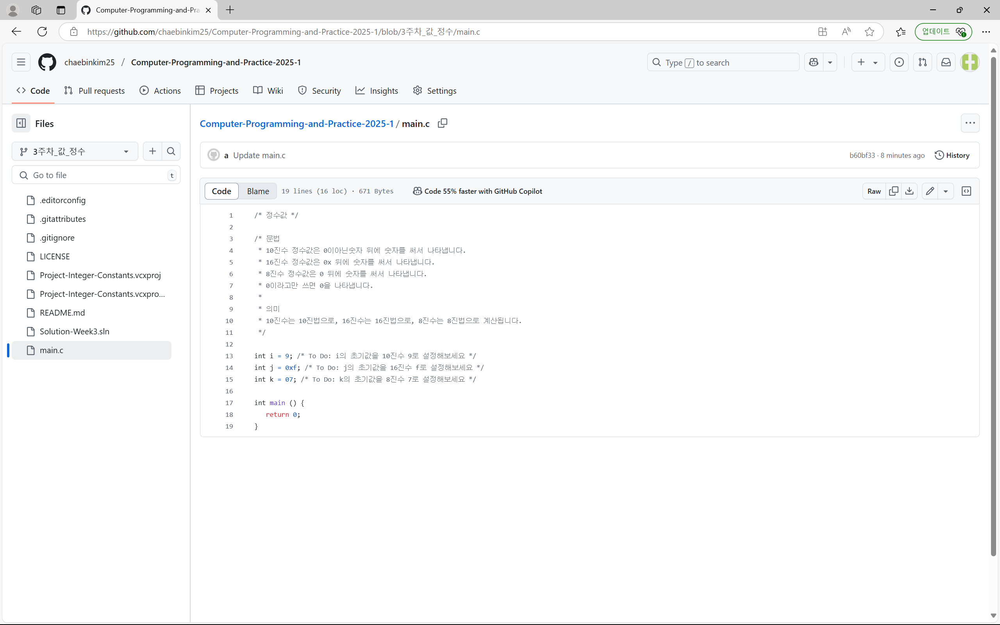 Computer-Programming-and-Pra
https://github.com/chaebinkim25/Computer-Programming-and-Practice-2025-1/blob/3주차_값_정수/main.c
업데이트
chaebinkim25 / Computer-Programming-and-Practice-2025-1
Type / to search
Code Pull requests Actions Projects Wiki Security Insights Settings
Files
3주차_값_정수
Go to file t
.editorconfig
.gitattributes
.gitignore
LICENSE
Project-Integer-Constants.vcxproj
Project-Integer-Constants.vcxpro...
README.md
Solution-Week3.sln
main.c
Computer-Programming-and-Practice-2025-1 / main.c
a Update main.c
b60bf33 · 8 minutes ago History
Code Blame 19 lines (16 loc) · 671 Bytes Code 55% faster with GitHub Copilot
Raw
1 /* 정수값 */
2
3 /* 문법
4 * 10진수 정수값은 0이아닌숫자 뒤에 숫자를 써서 나타냅니다.
5 * 16진수 정수값은 0x 뒤에 숫자를 써서 나타냅니다.
6 * 8진수 정수값은 0 뒤에 숫자를 써서 나타냅니다.
7 * 0이라고만 쓰면 0을 나타냅니다.
8 *
9 * 의미
10 * 10진수는 10진법으로, 16진수는 16진법으로, 8진수는 8진법으로 계산됩니다.
11 */
12
13 int i = 9; /* To Do: i의 초기값을 10진수 9로 설정해보세요 */
14 int j = 0xf; /* To Do: j의 초기값을 16진수 f로 설정해보세요 */
15 int k = 07; /* To Do: k의 초기값을 8진수 7로 설정해보세요 */
16
17 int main () {
18 return 0;
19 }